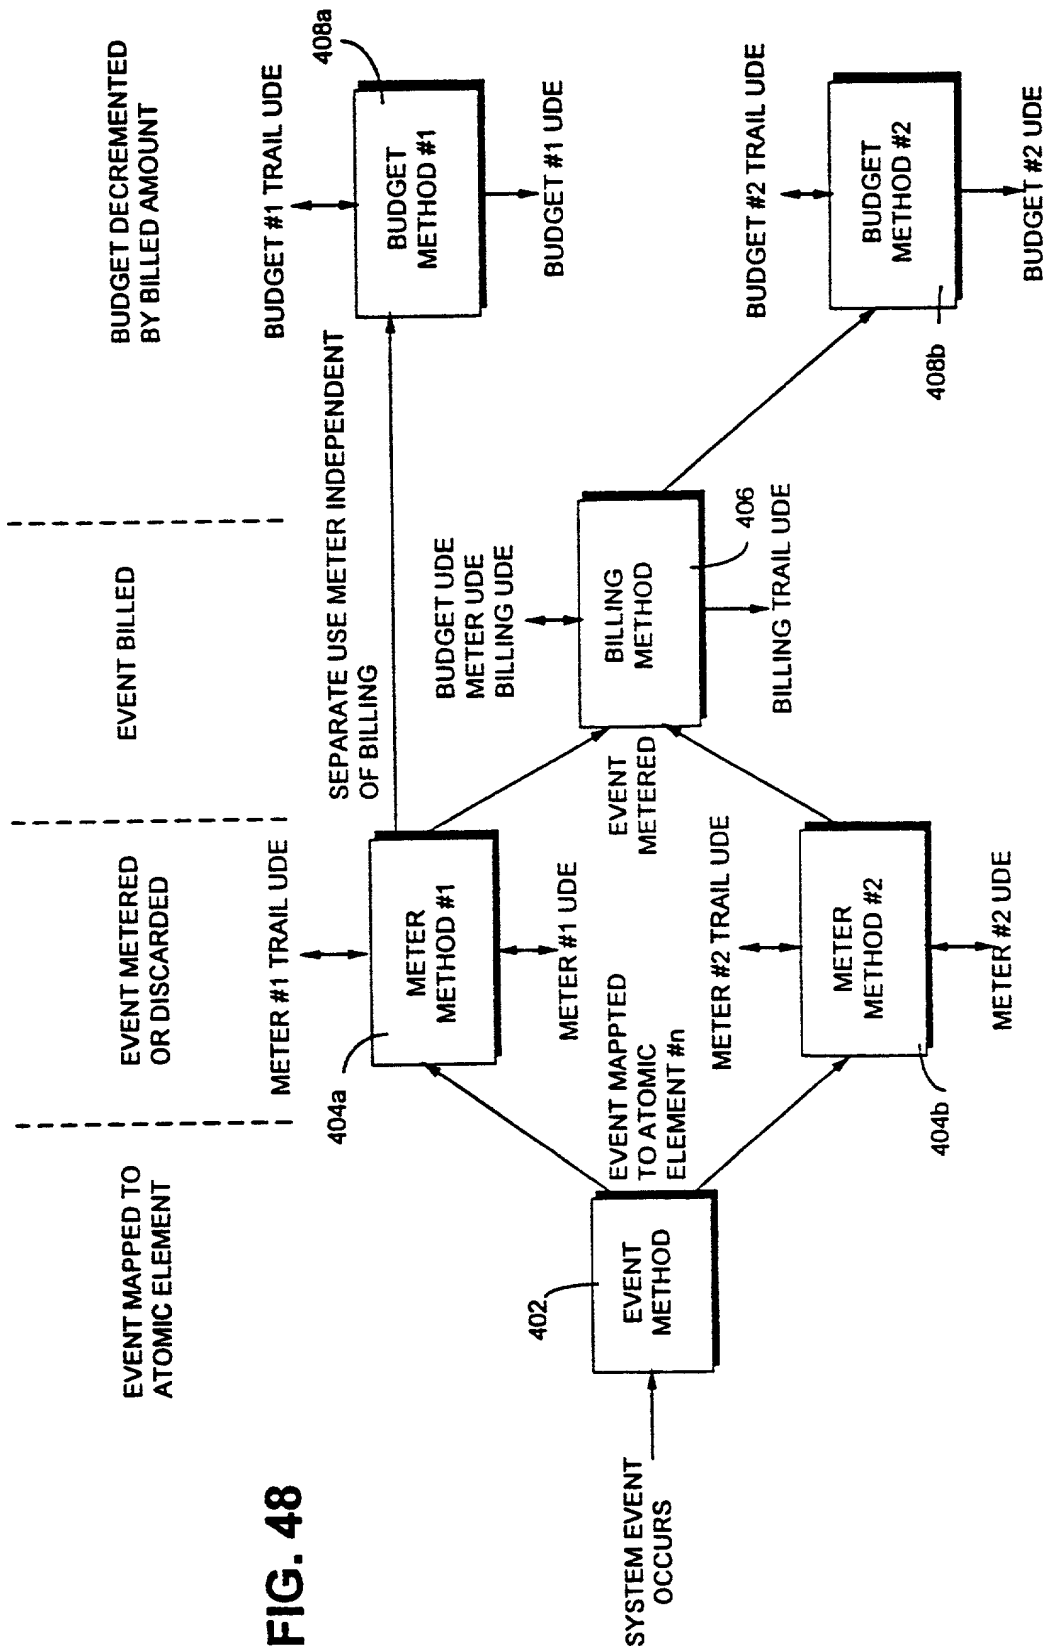 FIG. 48
EVENT MAPPED TO
ATOMIC ELEMENT
EVENT METERED
OR DISCARDED
EVENT BILLED
BUDGET DECREMENTED
BY BILLED AMOUNT
SYSTEM EVENT
OCCURS
402
EVENT
METHOD
EVENT MAPPTED
TO ATOMIC
ELEMENT #n
METER #1 TRAIL UDE
404a
METER
METHOD #1
METER #1 UDE
METER #2 TRAIL UDE
METER
METHOD #2
404b
METER #2 UDE
SEPARATE USE METER INDEPENDENT
OF BILLING
EVENT
METERED
BUDGET UDE
METER UDE
BILLING UDE
BILLING
METHOD
406
BILLING TRAIL UDE
BUDGET #1 TRAIL UDE
408a
BUDGET
METHOD #1
BUDGET #1 UDE
BUDGET #2 TRAIL UDE
BUDGET
METHOD #2
408b
BUDGET #2 UDE